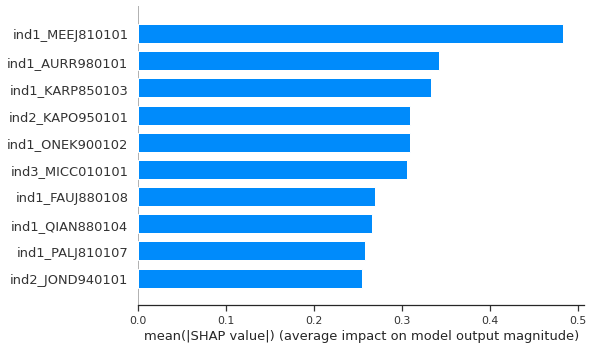 ind1_MEEJ810101
ind1_AURR980101
ind1_KARP850103
ind2_KAPO950101
ind1_ONEK900102
ind3_MICC010101
ind1_FAUJ880108
ind1_QIAN880104
ind1_PALJ810107
ind2_JOND940101
0.0 0.1 0.2 0.3 0.4 0.5
mean(|SHAP value|) (average impact on model output magnitude)